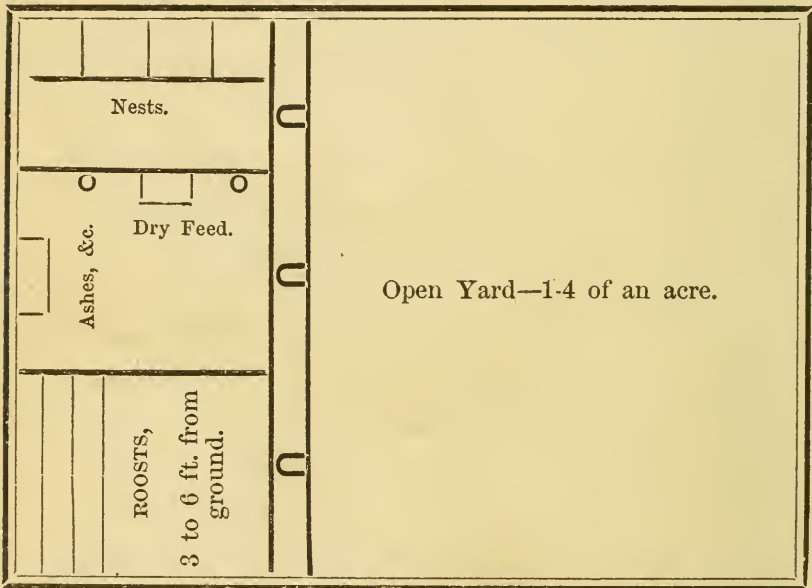 Nests.
Dry Feed.
Ashes, &c.
Open Yard—1-4 of an acre.
ROOSTS,
3 to 6 ft. from
ground.